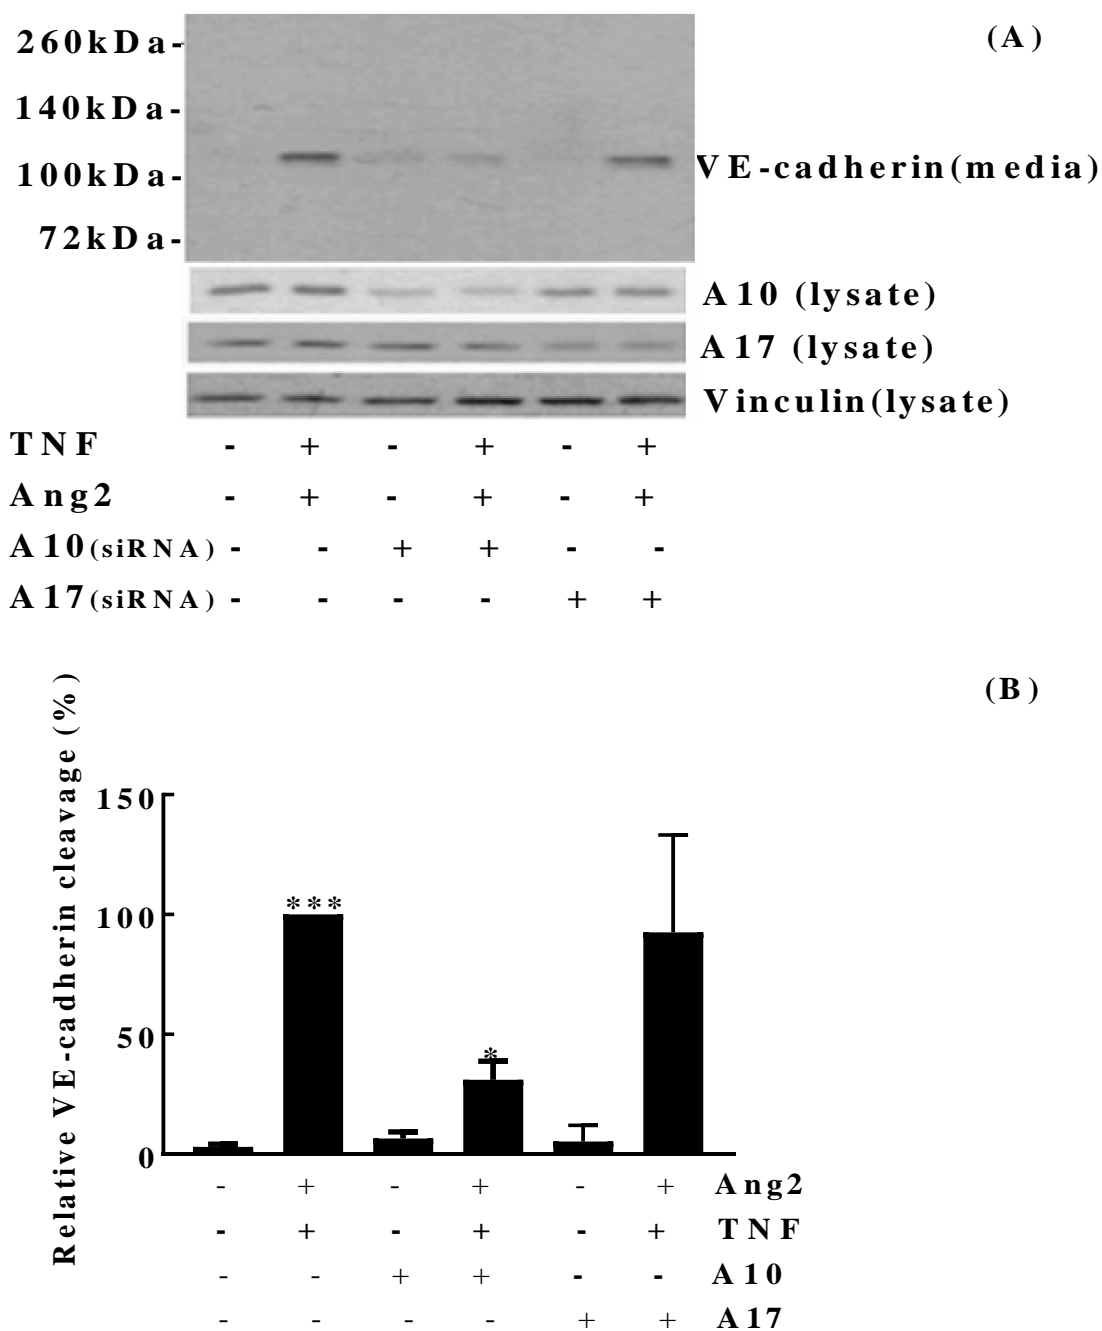 (A)
260kDa-
140kDa-
100kDa-
VE-cadherin(media)
72kDa-
A10 (lysate)
A17 (lysate)
Vinculin(lysate)
TNF - + - + - +
Ang2 - + - + - +
A10(siRNA) - - + + - -
A17(siRNA) - - - - + +
(B)
Relative VE-cadherin cleavage (%)
150
100
50
0
***
*
- + - + - + Ang2
- + - + - + TNF
- - + + - - A10
- - - - + + A17